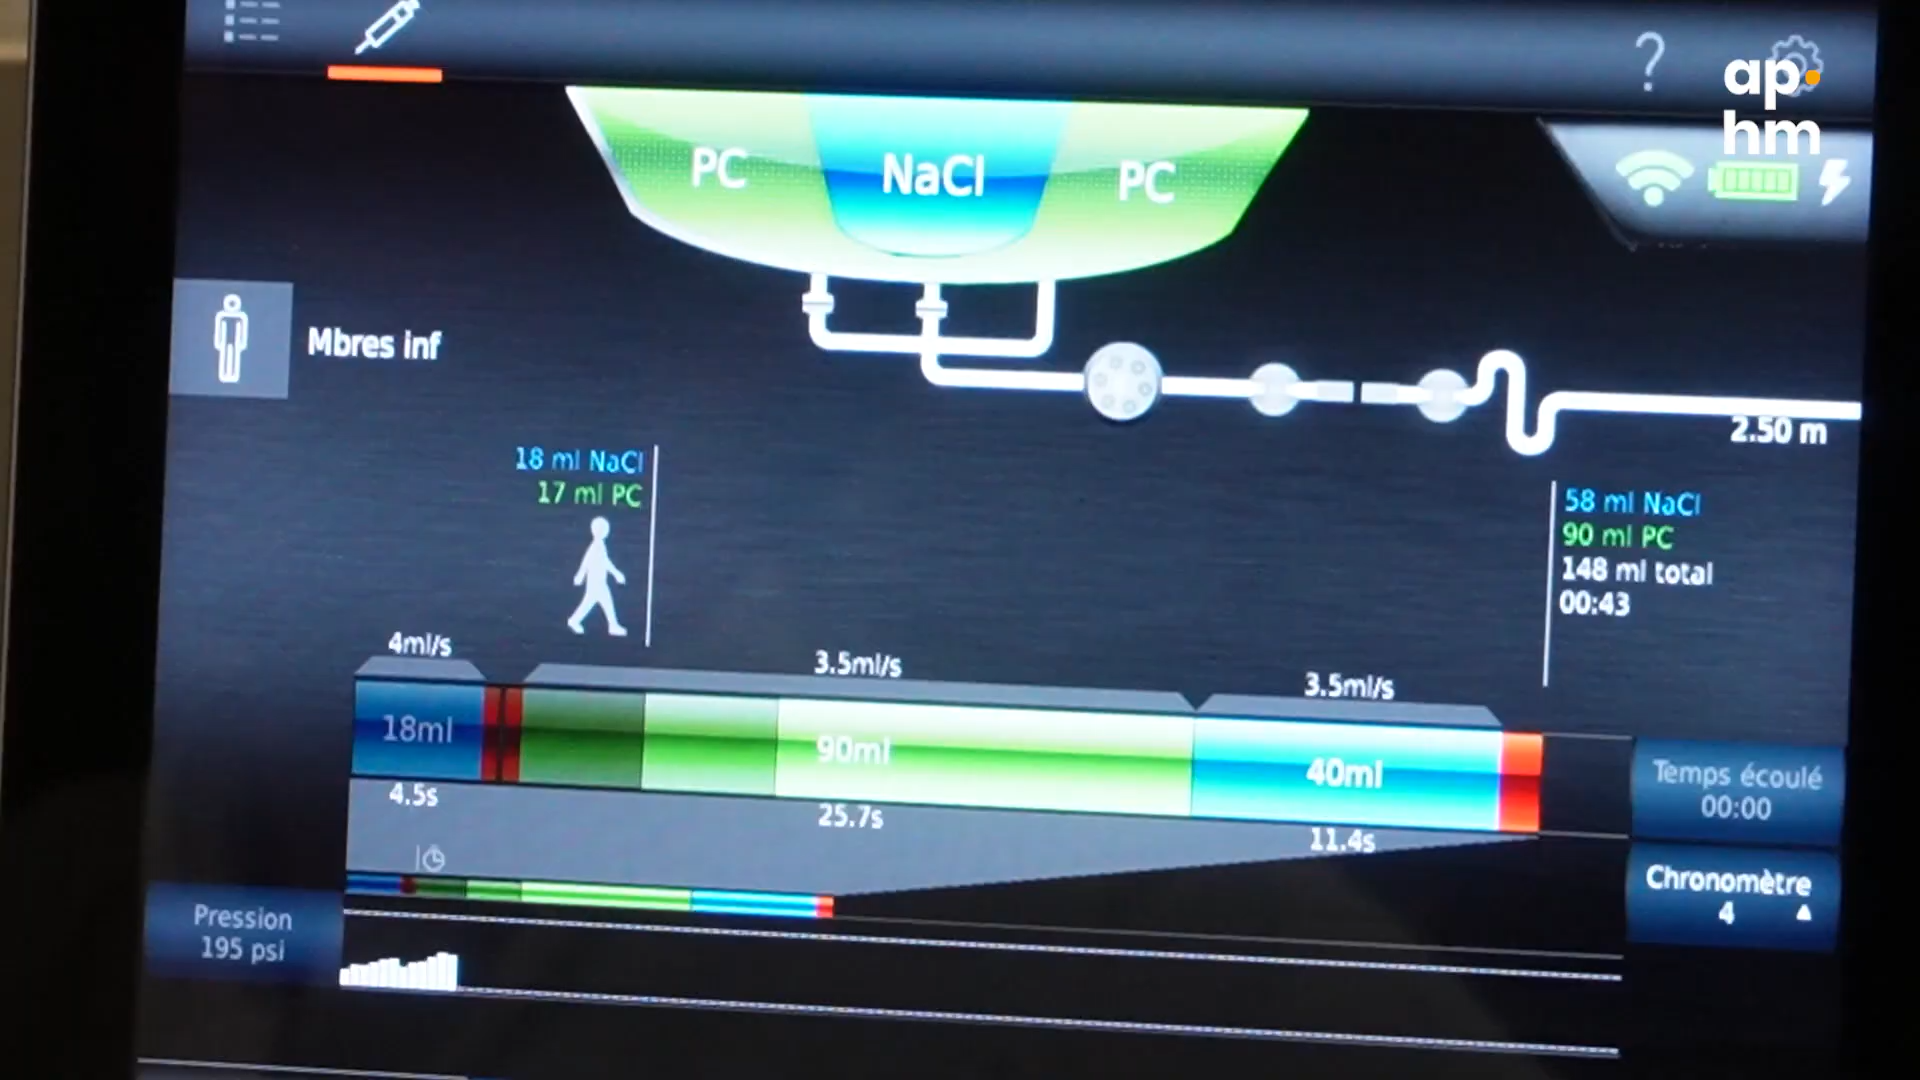 ?
ap.
hm
PC
NaCl
PC
Mbres inf
2.50 m
18 ml NaCl
17 ml PC
58 ml NaCl
90 ml PC
148 ml total
00:43
4ml/s
3.5ml/s
3.5ml/s
18ml
90ml
40ml
4.5s
25.7s
11.4s
Temps écoulé
00:00
Chronomètre
4
Pression
195 psi